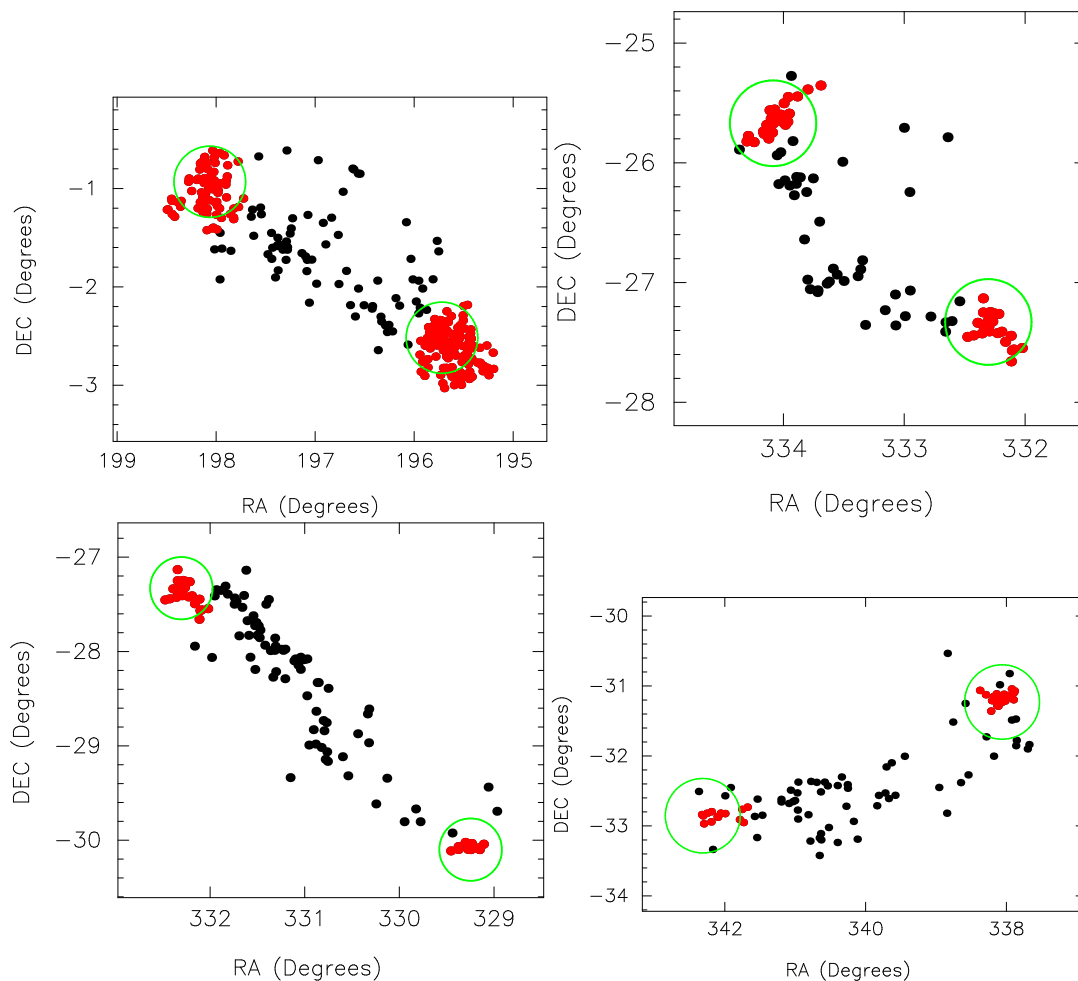 −1
−2
−3
DEC (Degrees)
199 198 197 196 195
RA (Degrees)
−25
−26
−27
−28
DEC (Degrees)
334 333 332
RA (Degrees)
−27
−28
−29
−30
DEC (Degrees)
332 331 330 329
RA (Degrees)
−30
−31
−32
−33
−34
DEC (Degrees)
342 340 338
RA (Degrees)